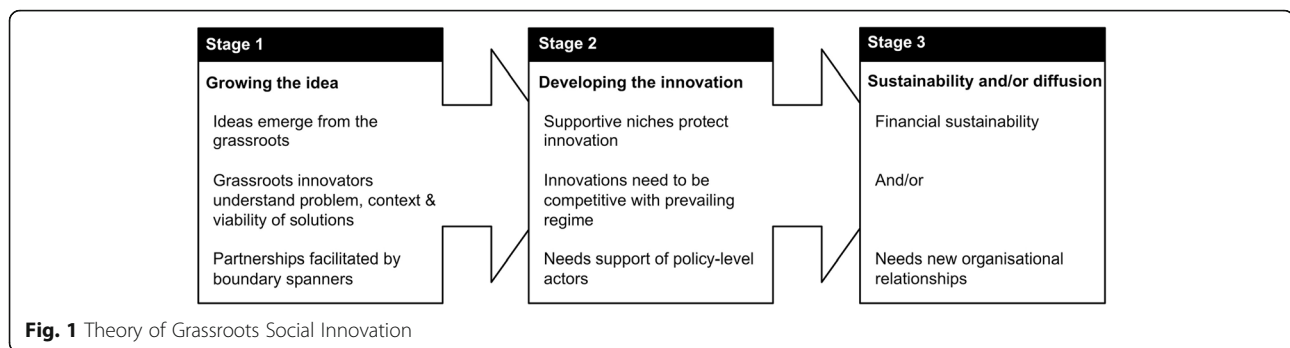 Stage 1
Growing the idea
Ideas emerge from the
grassroots
Grassroots innovators
understand problem, context &
viability of solutions
Partnerships facilitated by
boundary spanners
Stage 2
Developing the innovation
Supportive niches protect
innovation
Innovations need to be
competitive with prevailing
regime
Needs support of policy-level
actors
Stage 3
Sustainability and/or diffusion
Financial sustainability
And/or
Needs new organisational
relationships
Fig. 1 Theory of Grassroots Social Innovation